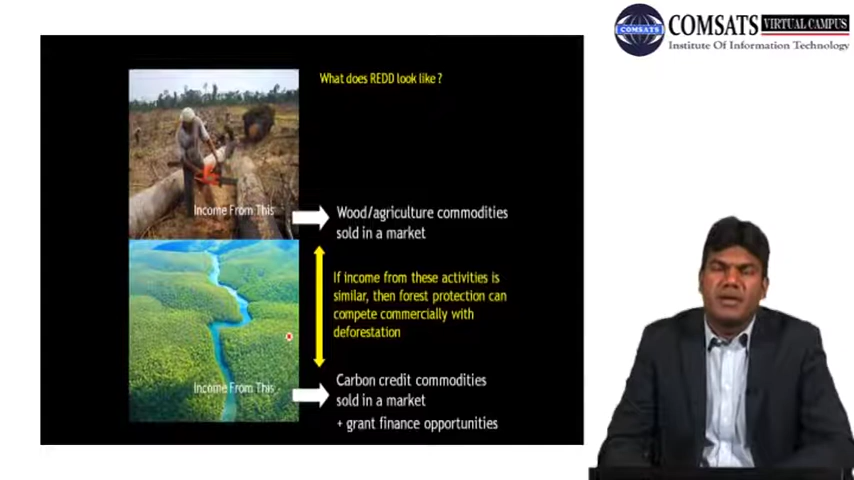 COMSATS
COMSATS VIRTUAL CAMPUS
Institute Of Information Technology
What does REDD look like ?
Income From This
Wood/agriculture commodities
sold in a market
If income from these activities is
similar, then forest protection can
compete commercially with
deforestation
Income From This
Carbon credit commodities
sold in a market
+ grant finance opportunities